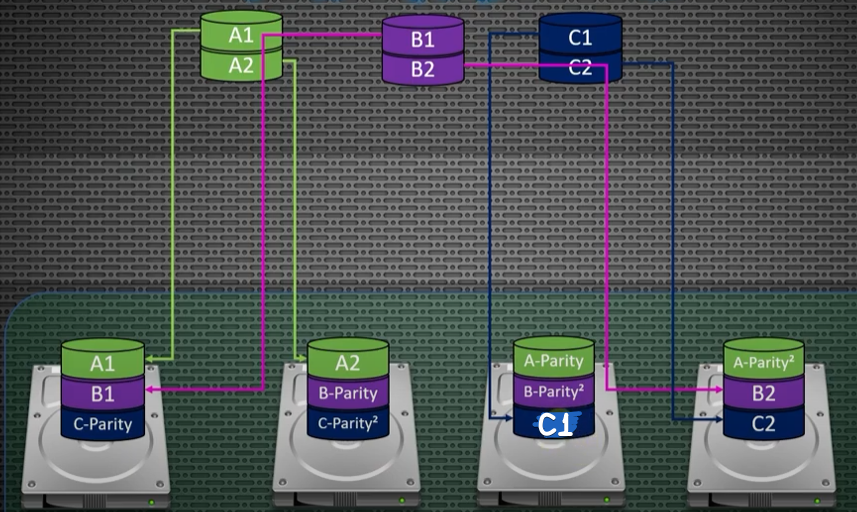 A1
A2
B1
B2
C1
C2
A1
B1
C-Parity
A2
B-Parity
C-Parity²
A-Parity
B-Parity²
C1
A-Parity²
B2
C2